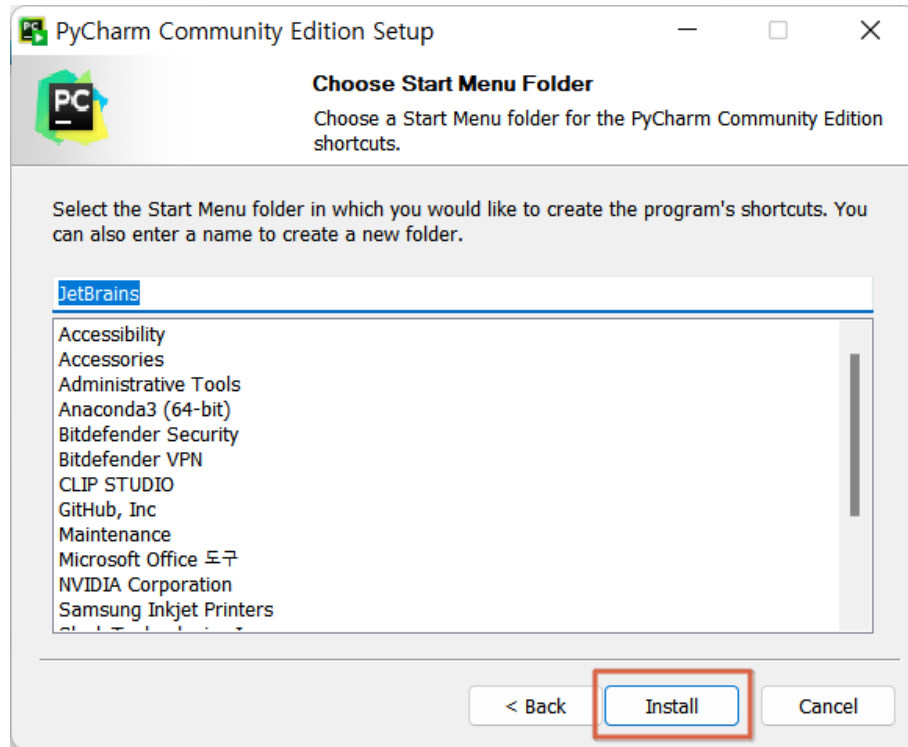 PyCharm Community Edition Setup
PC
Choose Start Menu Folder
Choose a Start Menu folder for the PyCharm Community Edition
shortcuts.
Select the Start Menu folder in which you would like to create the program's shortcuts. You
can also enter a name to create a new folder.
JetBrains
Accessibility
Accessories
Administrative Tools
Anaconda3 (64-bit)
Bitdefender Security
Bitdefender VPN
CLIP STUDIO
GitHub, Inc
Maintenance
Microsoft Office 도구
NVIDIA Corporation
Samsung Inkjet Printers
< Back
Install
Cancel